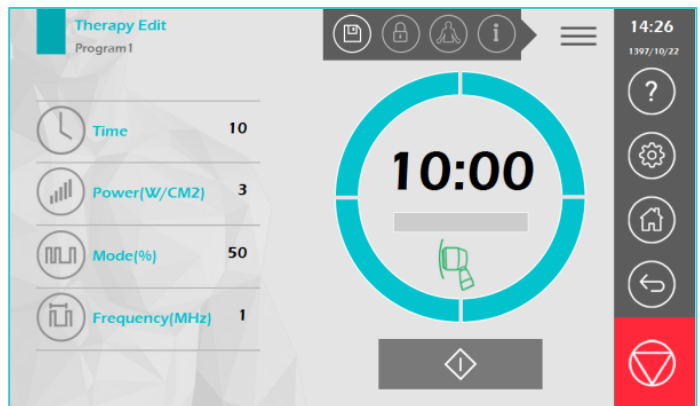 Therapy Edit
Program1
14:26
1397/10/22
Time 10
Power(W/CM2) 3
Mode(%) 50
Frequency(MHz) 1
10:00